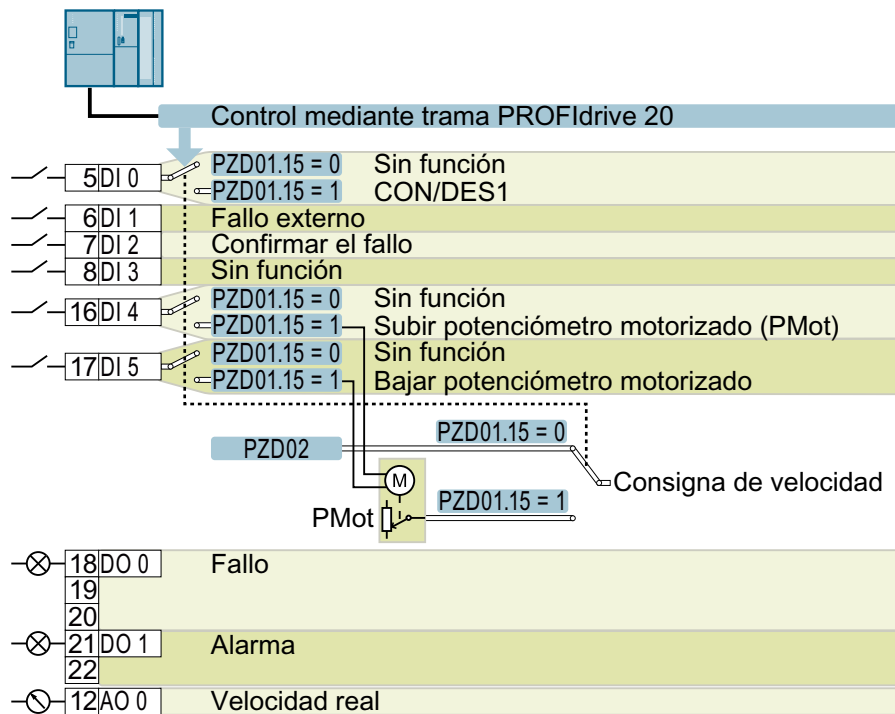 Control mediante trama PROFIdrive 20
5 DI 0 PZD01.15 = 0 Sin función
PZD01.15 = 1 CON/DES1
6 DI 1 Fallo externo
7 DI 2 Confirmar el fallo
8 DI 3 Sin función
PZD01.15 = 0 Sin función
16 DI 4 PZD01.15 = 1 Subir potenciómetro motorizado (PMot)
PZD01.15 = 0 Sin función
17 DI 5 PZD01.15 = 1 Bajar potenciómetro motorizado
PZD01.15 = 0
PZD02
Consigna de velocidad
M
PZD01.15 = 1
PMot
18 DO 0 Fallo
19
20
21 DO 1 Alarma
22
12 AO 0 Velocidad real